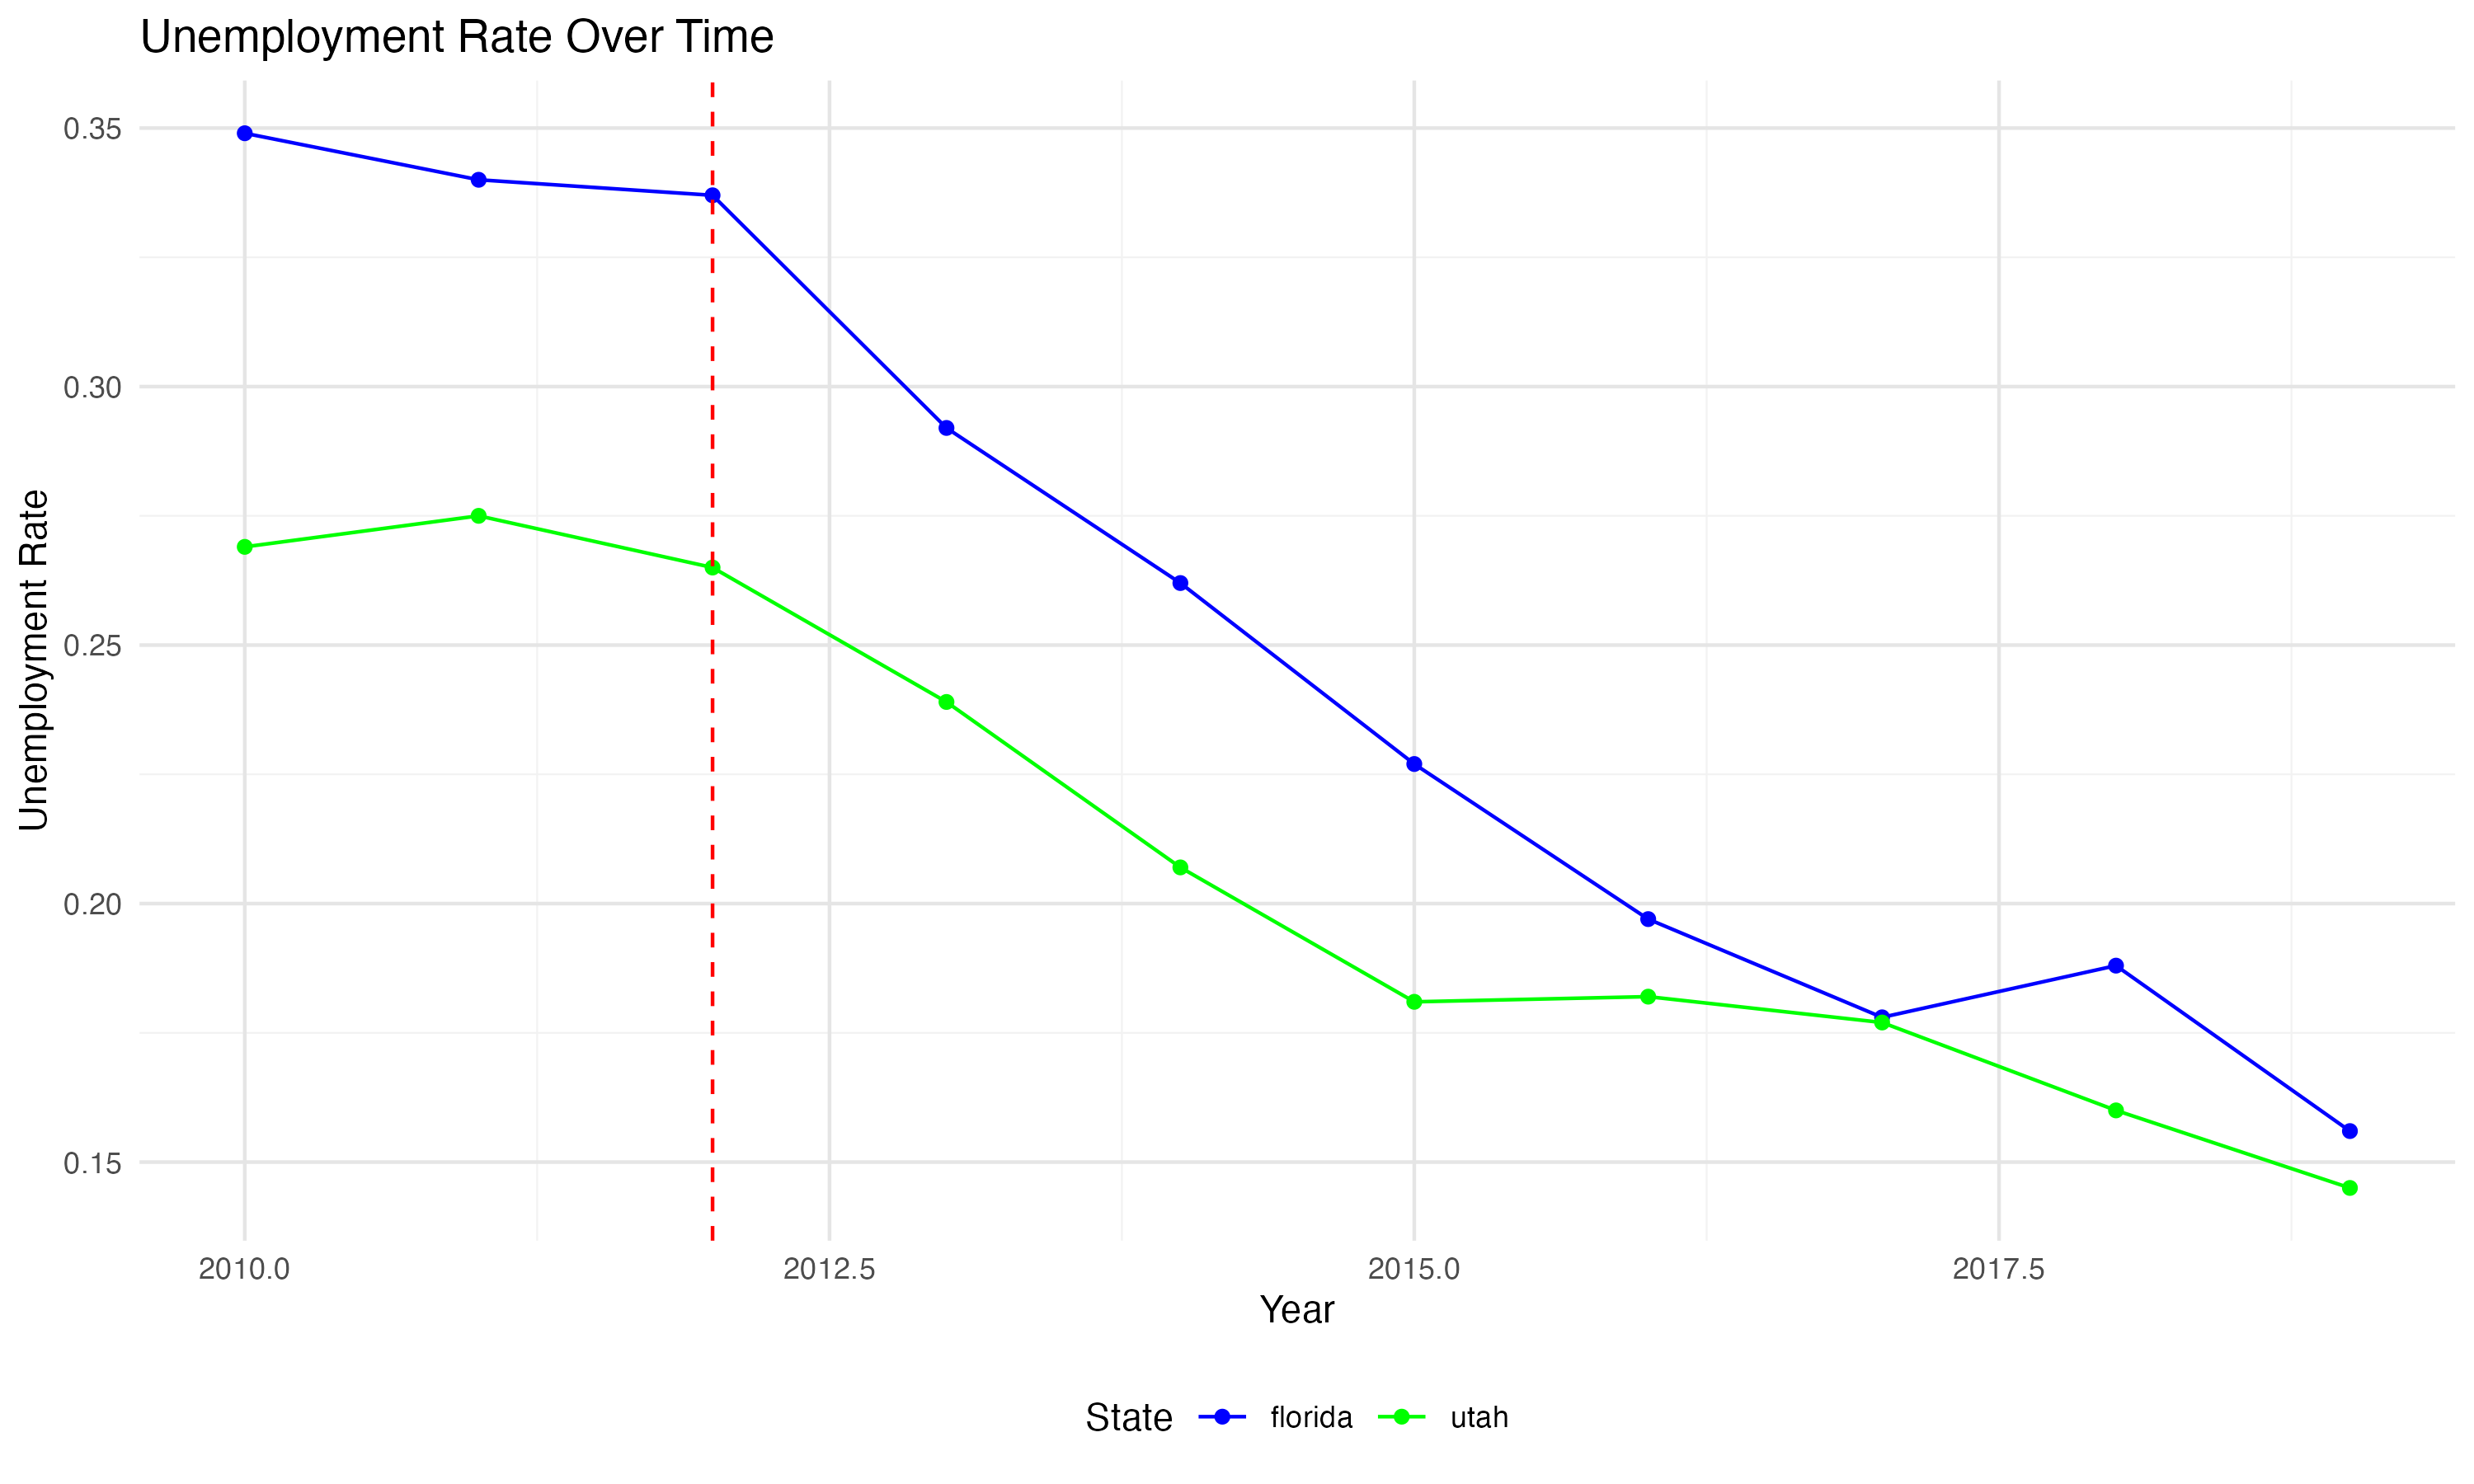 Unemployment Rate Over Time
Unemployment Rate
0.35
0.30
0.25
0.20
0.15
2010.0 2012.5 2015.0 2017.5
Year
State florida utah